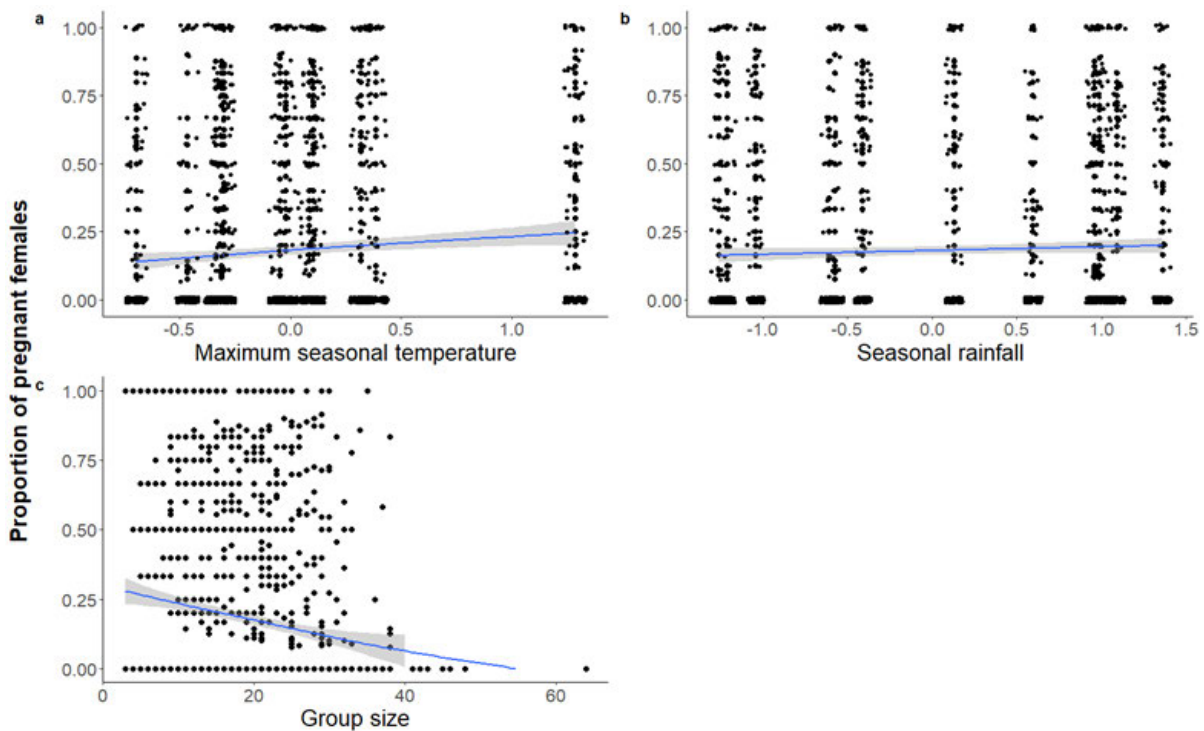 a
1.00
0.75
0.50
0.25
0.00
-0.5 0.0 0.5 1.0
Maximum seasonal temperature
b
1.00
0.75
0.50
0.25
0.00
-1.0 -0.5 0.0 0.5 1.0 1.5
Seasonal rainfall
Proportion of pregnant females
c
1.00
0.75
0.50
0.25
0.00
0 20 40 60
Group size